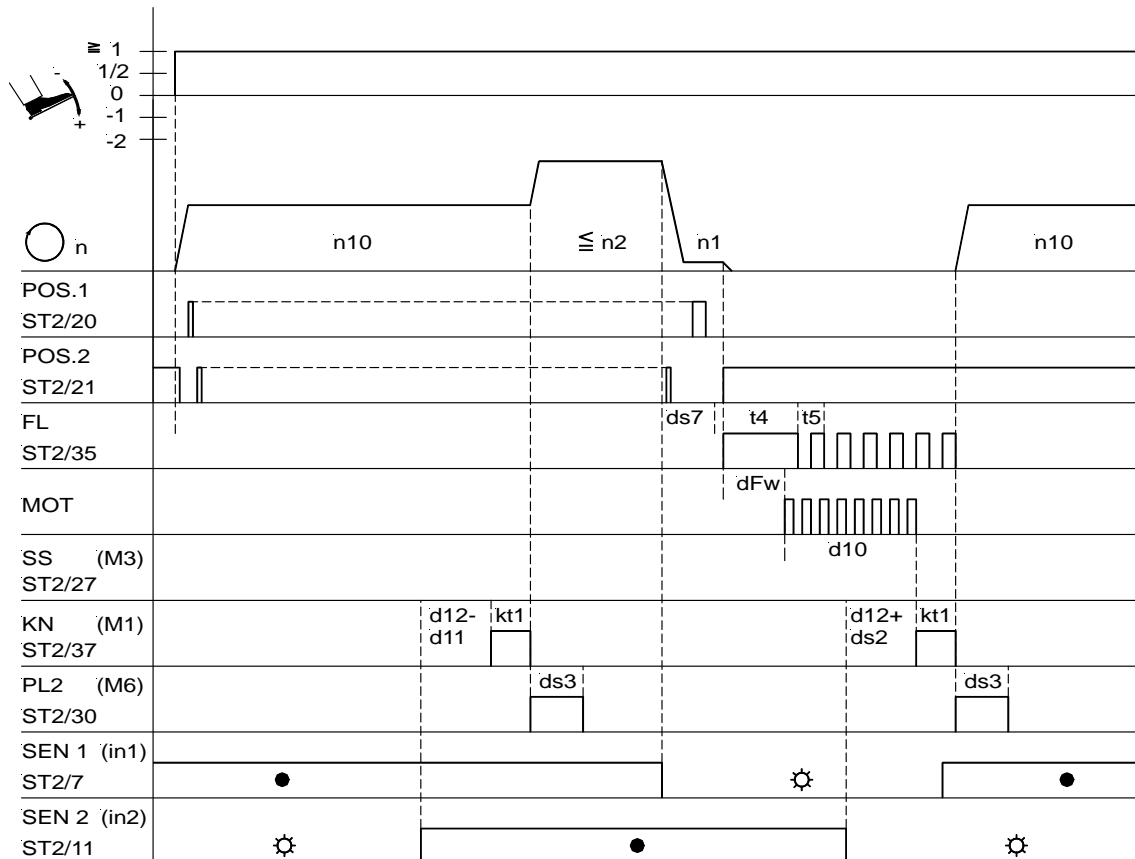 ≧ 1
1/2
0
-1
-2
- +
n n10 ≦ n2 n1 n10
POS.1
ST2/20
POS.2
ST2/21
FL ds7 t4 t5
ST2/35
MOT dFw
d10
SS (M3)
ST2/27
KN (M1) d12- kt1 d12+ kt1
ST2/37 d11 ds2
PL2 (M6) ds3 ds3
ST2/30
SEN 1 (in1)
ST2/7
SEN 2 (in2)
ST2/11